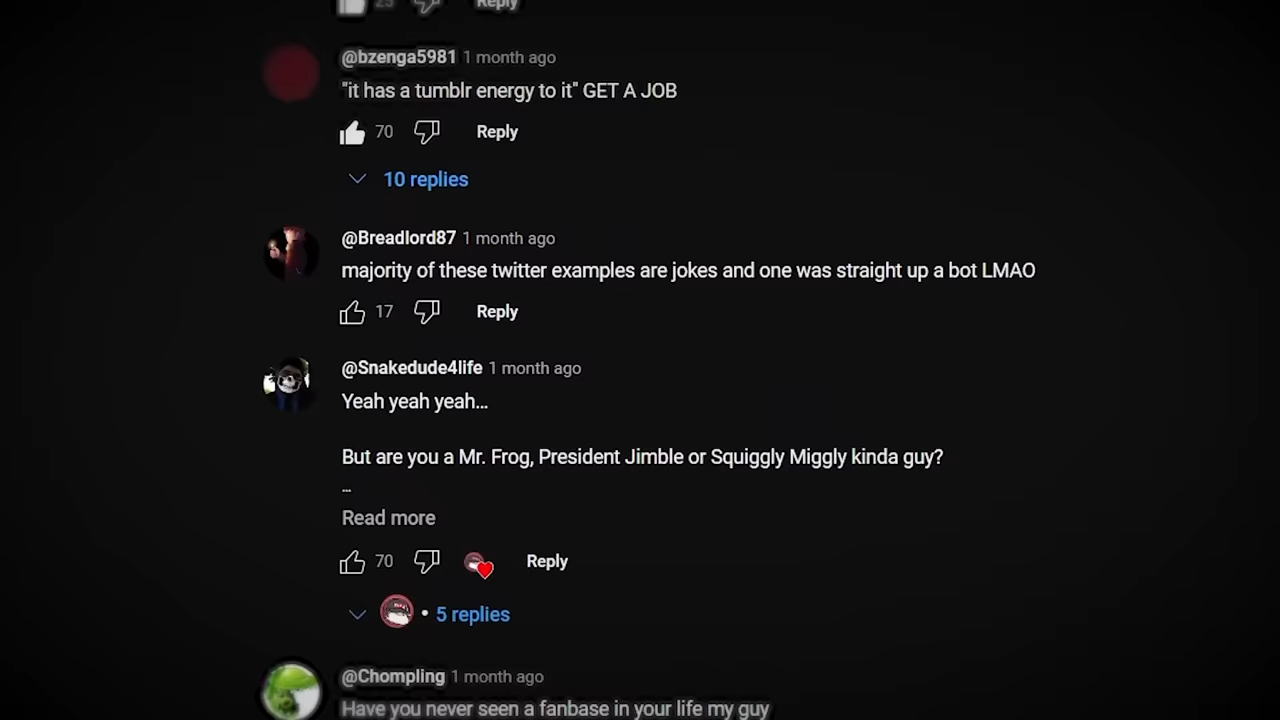 25 Reply
@bzenga5981 1 month ago
"it has a tumblr energy to it" GET A JOB
70 Reply
10 replies
@Breadlord87 1 month ago
majority of these twitter examples are jokes and one was straight up a bot LMAO
17 Reply
@Snakedude4life 1 month ago
Yeah yeah yeah...
But are you a Mr. Frog, President Jimble or Squiggly Miggly kinda guy?
...
Read more
70 Reply
• 5 replies
@Chompling 1 month ago
Have you never seen a fanbase in your life my guy